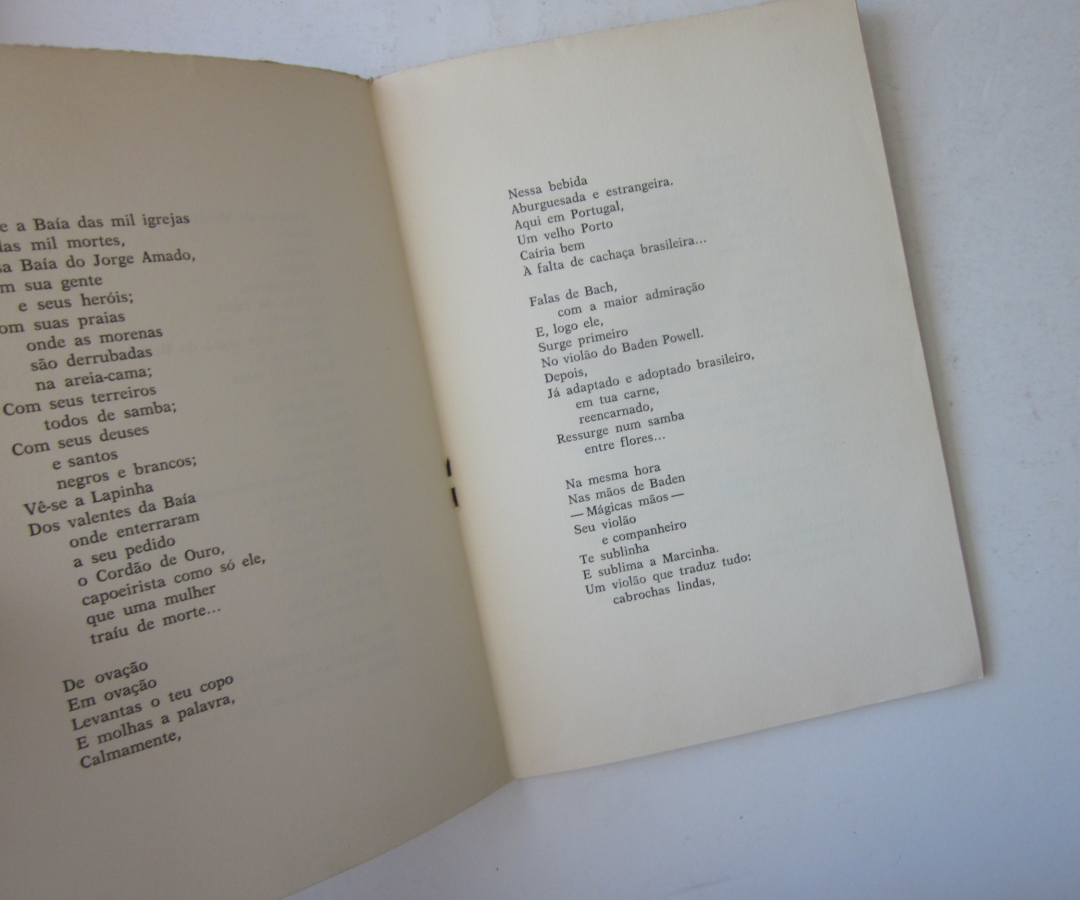 a Baía das mil igrejas
das mil mortes,
Baía do Jorge Amado,
sua gente
e seus heróis;
suas praias
onde as morenas
são derrubadas
na areia-cama;
Com seus terreiros
todos de samba;
Com seus deuses
e santos
negros e brancos;
Vê-se a Lapinha
Dos valentes da Baía
onde enterraram
a seu pedido
o Cordão de Ouro,
capoeirista como só ele,
que uma mulher
traíu de morte...
De ovação
Em ovação
Levantas o teu copo
E molhas a palavra,
Calmamente,
Nessa bebida
Aburguesada e estrangeira.
Aqui em Portugal,
Um velho Porto
Caíria bem
A falta de cachaça brasileira...
Falas de Bach,
com a maior admiração
E, logo ele,
Surge primeiro
No violão do Baden Powell.
Depois,
Já adaptado e adoptado brasileiro,
em tua carne,
reencarnado,
Ressurge num samba
entre flores...
Na mesma hora
Nas mãos de Baden
— Mágicas mãos —
Seu violão
e companheiro
Te sublinha
E sublima a Marcinha.
Um violão que traduz tudo:
cabrochas lindas,